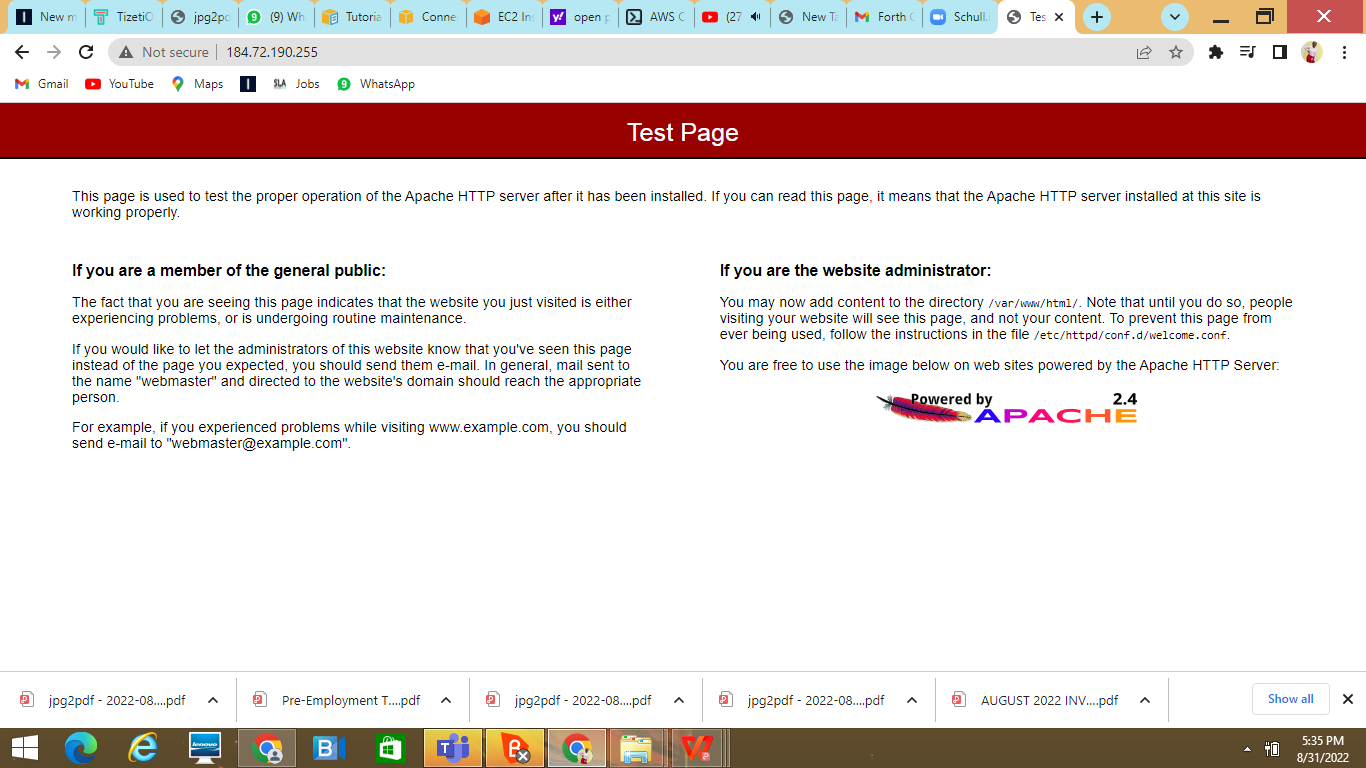 New m
TizetiO
jpg2pd
(9) Wh
Tutoria
Connec
EC2 Ins
open p
AWS C
(27
New Ta
Forth C
Schull.i
Tes
Not secure
184.72.190.255
Gmail
YouTube
Maps
SLA Jobs
WhatsApp
Test Page
This page is used to test the proper operation of the Apache HTTP server after it has been installed. If you can read this page, it means that the Apache HTTP server installed at this site is
working properly.
If you are a member of the general public:
The fact that you are seeing this page indicates that the website you just visited is either
experiencing problems, or is undergoing routine maintenance.
If you would like to let the administrators of this website know that you've seen this page
instead of the page you expected, you should send them e-mail. In general, mail sent to
the name "webmaster" and directed to the website's domain should reach the appropriate
person.
For example, if you experienced problems while visiting www.example.com, you should
send e-mail to "webmaster@example.com".
If you are the website administrator:
You may now add content to the directory /var/www/html/. Note that until you do so, people
visiting your website will see this page, and not your content. To prevent this page from
ever being used, follow the instructions in the file /etc/httpd/conf.d/welcome.conf.
You are free to use the image below on web sites powered by the Apache HTTP Server:
Powered by 2.4
APACHE
jpg2pdf - 2022-08....pdf
Pre-Employment T....pdf
jpg2pdf - 2022-08....pdf
jpg2pdf - 2022-08....pdf
AUGUST 2022 INV....pdf
Show all
lenovo
5:35 PM
8/31/2022